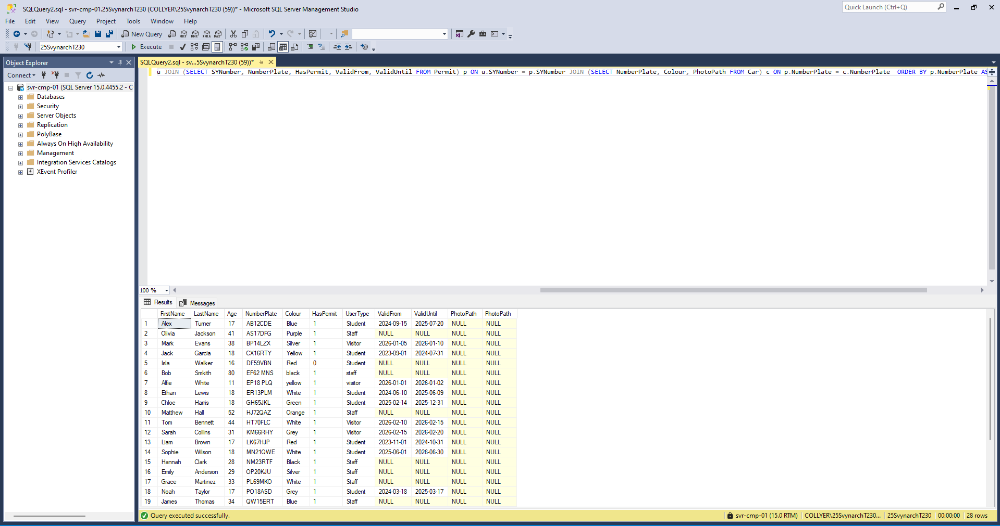 SQLQuery2.sql - svr-cmp-01.25SvynarchT230 (COLLYER\25SvynarchT230 (59))* - Microsoft SQL Server Management Studio
Quick Launch (Ctrl+Q)
File Edit View Query Project Tools Window Help
New Query MDX DMX XMLA DAX
25SvynarchT230 Execute
Object Explorer
SQLQuery2.sql - sv...5SvynarchT230 (59))*
u JOIN (SELECT SYNumber, NumberPlate, HasPermit, ValidFrom, ValidUntil FROM Permit) p ON u.SYNumber = p.SYNumber JOIN (SELECT NumberPlate, Colour, PhotoPath FROM Car) c ON p.NumberPlate = c.NumberPlate ORDER BY p.NumberPlate AS
Connect
svr-cmp-01 (SQL Server 15.0.4455.2 - C
Databases
Security
Server Objects
Replication
PolyBase
Always On High Availability
Management
Integration Services Catalogs
XEvent Profiler
100 %
Results Messages
FirstName LastName Age NumberPlate Colour HasPermit UserType ValidFrom ValidUntil PhotoPath PhotoPath
1 Alex Turner 17 AB12CDE Blue 1 Student 2024-09-15 2025-07-20 NULL NULL
2 Olivia Jackson 41 AS17DFG Purple 1 Staff NULL NULL NULL NULL
3 Mark Evans 38 BP14LZX Silver 1 Visitor 2026-01-05 2026-01-10 NULL NULL
4 Jack Garcia 18 CX16RTY Yellow 1 Student 2023-09-01 2024-07-31 NULL NULL
5 Isla Walker 16 DF59VBN Red 0 Student NULL NULL NULL NULL
6 Bob Smkith 80 EF62 MNS black 1 staff NULL NULL NULL NULL
7 Alfie White 11 EP18 PLQ yellow 1 visitor 2026-01-01 2026-01-02 NULL NULL
8 Ethan Lewis 18 ER13PLM White 1 Student 2024-06-10 2025-06-09 NULL NULL
9 Chloe Harris 18 GH65JKL Green 1 Student 2025-02-14 2025-12-31 NULL NULL
10 Matthew Hall 52 HJ72QAZ Orange 1 Staff NULL NULL NULL NULL
11 Tom Bennett 44 HT70FLC White 1 Visitor 2026-02-10 2026-02-15 NULL NULL
12 Sarah Collins 31 KM66RHY Grey 1 Visitor 2026-02-15 2026-02-20 NULL NULL
13 Liam Brown 17 LK67HJP Red 1 Student 2023-11-01 2024-10-31 NULL NULL
14 Sophie Wilson 18 MN21QWE White 1 Student 2025-06-01 2026-06-30 NULL NULL
15 Hannah Clark 28 NM23RTF Black 1 Staff NULL NULL NULL NULL
16 Emily Anderson 29 OP20KJU Silver 1 Staff NULL NULL NULL NULL
17 Grace Martinez 33 PL69MKO White 1 Staff NULL NULL NULL NULL
18 Noah Taylor 17 PO18ASD Grey 1 Student 2024-03-18 2025-03-17 NULL NULL
19 James Thomas 34 QW15ERT Blue 1 Staff NULL NULL NULL NULL
Query executed successfully. svr-cmp-01 (15.0 RTM) COLLYER\25SvynarchT230... 25SvynarchT230 00:00:00 28 rows